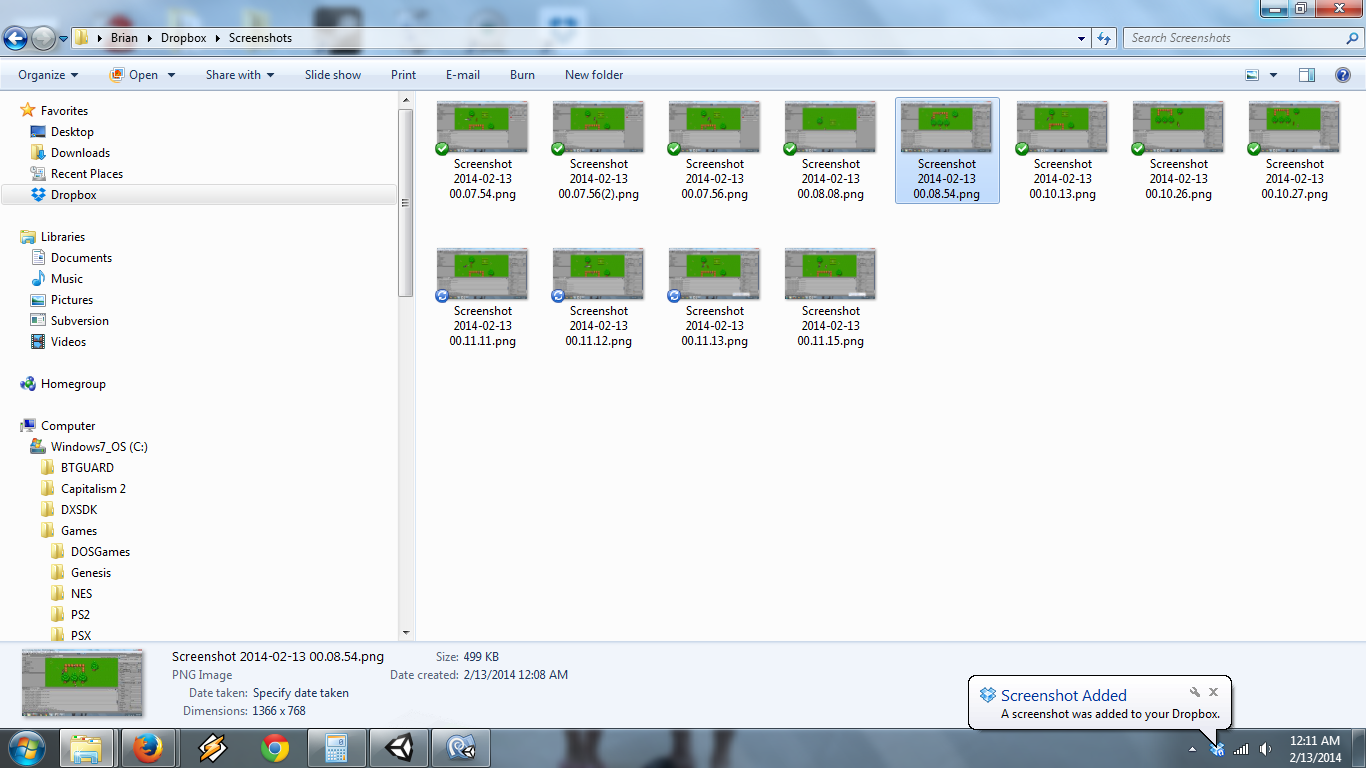 Brian Dropbox Screenshots
Search Screenshots
Organize Open Share with Slide show Print E-mail Burn New folder
Favorites
Desktop
Downloads
Recent Places
Dropbox
Libraries
Documents
Music
Pictures
Subversion
Videos
Homegroup
Computer
Windows7_OS (C:)
BTGUARD
Capitalism 2
DXSDK
Games
DOSGames
Genesis
NES
PS2
PSX
Screenshot
2014-02-13
00.07.54.png
Screenshot
2014-02-13
00.07.56(2).png
Screenshot
2014-02-13
00.07.56.png
Screenshot
2014-02-13
00.08.08.png
Screenshot
2014-02-13
00.08.54.png
Screenshot
2014-02-13
00.10.13.png
Screenshot
2014-02-13
00.10.26.png
Screenshot
2014-02-13
00.10.27.png
Screenshot
2014-02-13
00.11.11.png
Screenshot
2014-02-13
00.11.12.png
Screenshot
2014-02-13
00.11.13.png
Screenshot
2014-02-13
00.11.15.png
Screenshot 2014-02-13 00.08.54.png Size: 499 KB
PNG Image Date created: 2/13/2014 12:08 AM
Date taken: Specify date taken
Dimensions: 1366 x 768
Screenshot Added
A screenshot was added to your Dropbox.
12:11 AM
2/13/2014